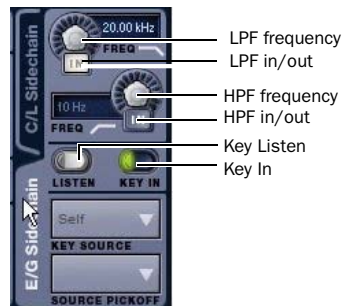 20.00 kHz
FREQ
IN
10 Hz
FREQ
IN
LISTEN
KEY IN
Self
KEY SOURCE
SOURCE PICKOFF
C/L Sidechain
E/G Sidechain
LPF frequency
LPF in/out
HPF frequency
HPF in/out
Key Listen
Key In